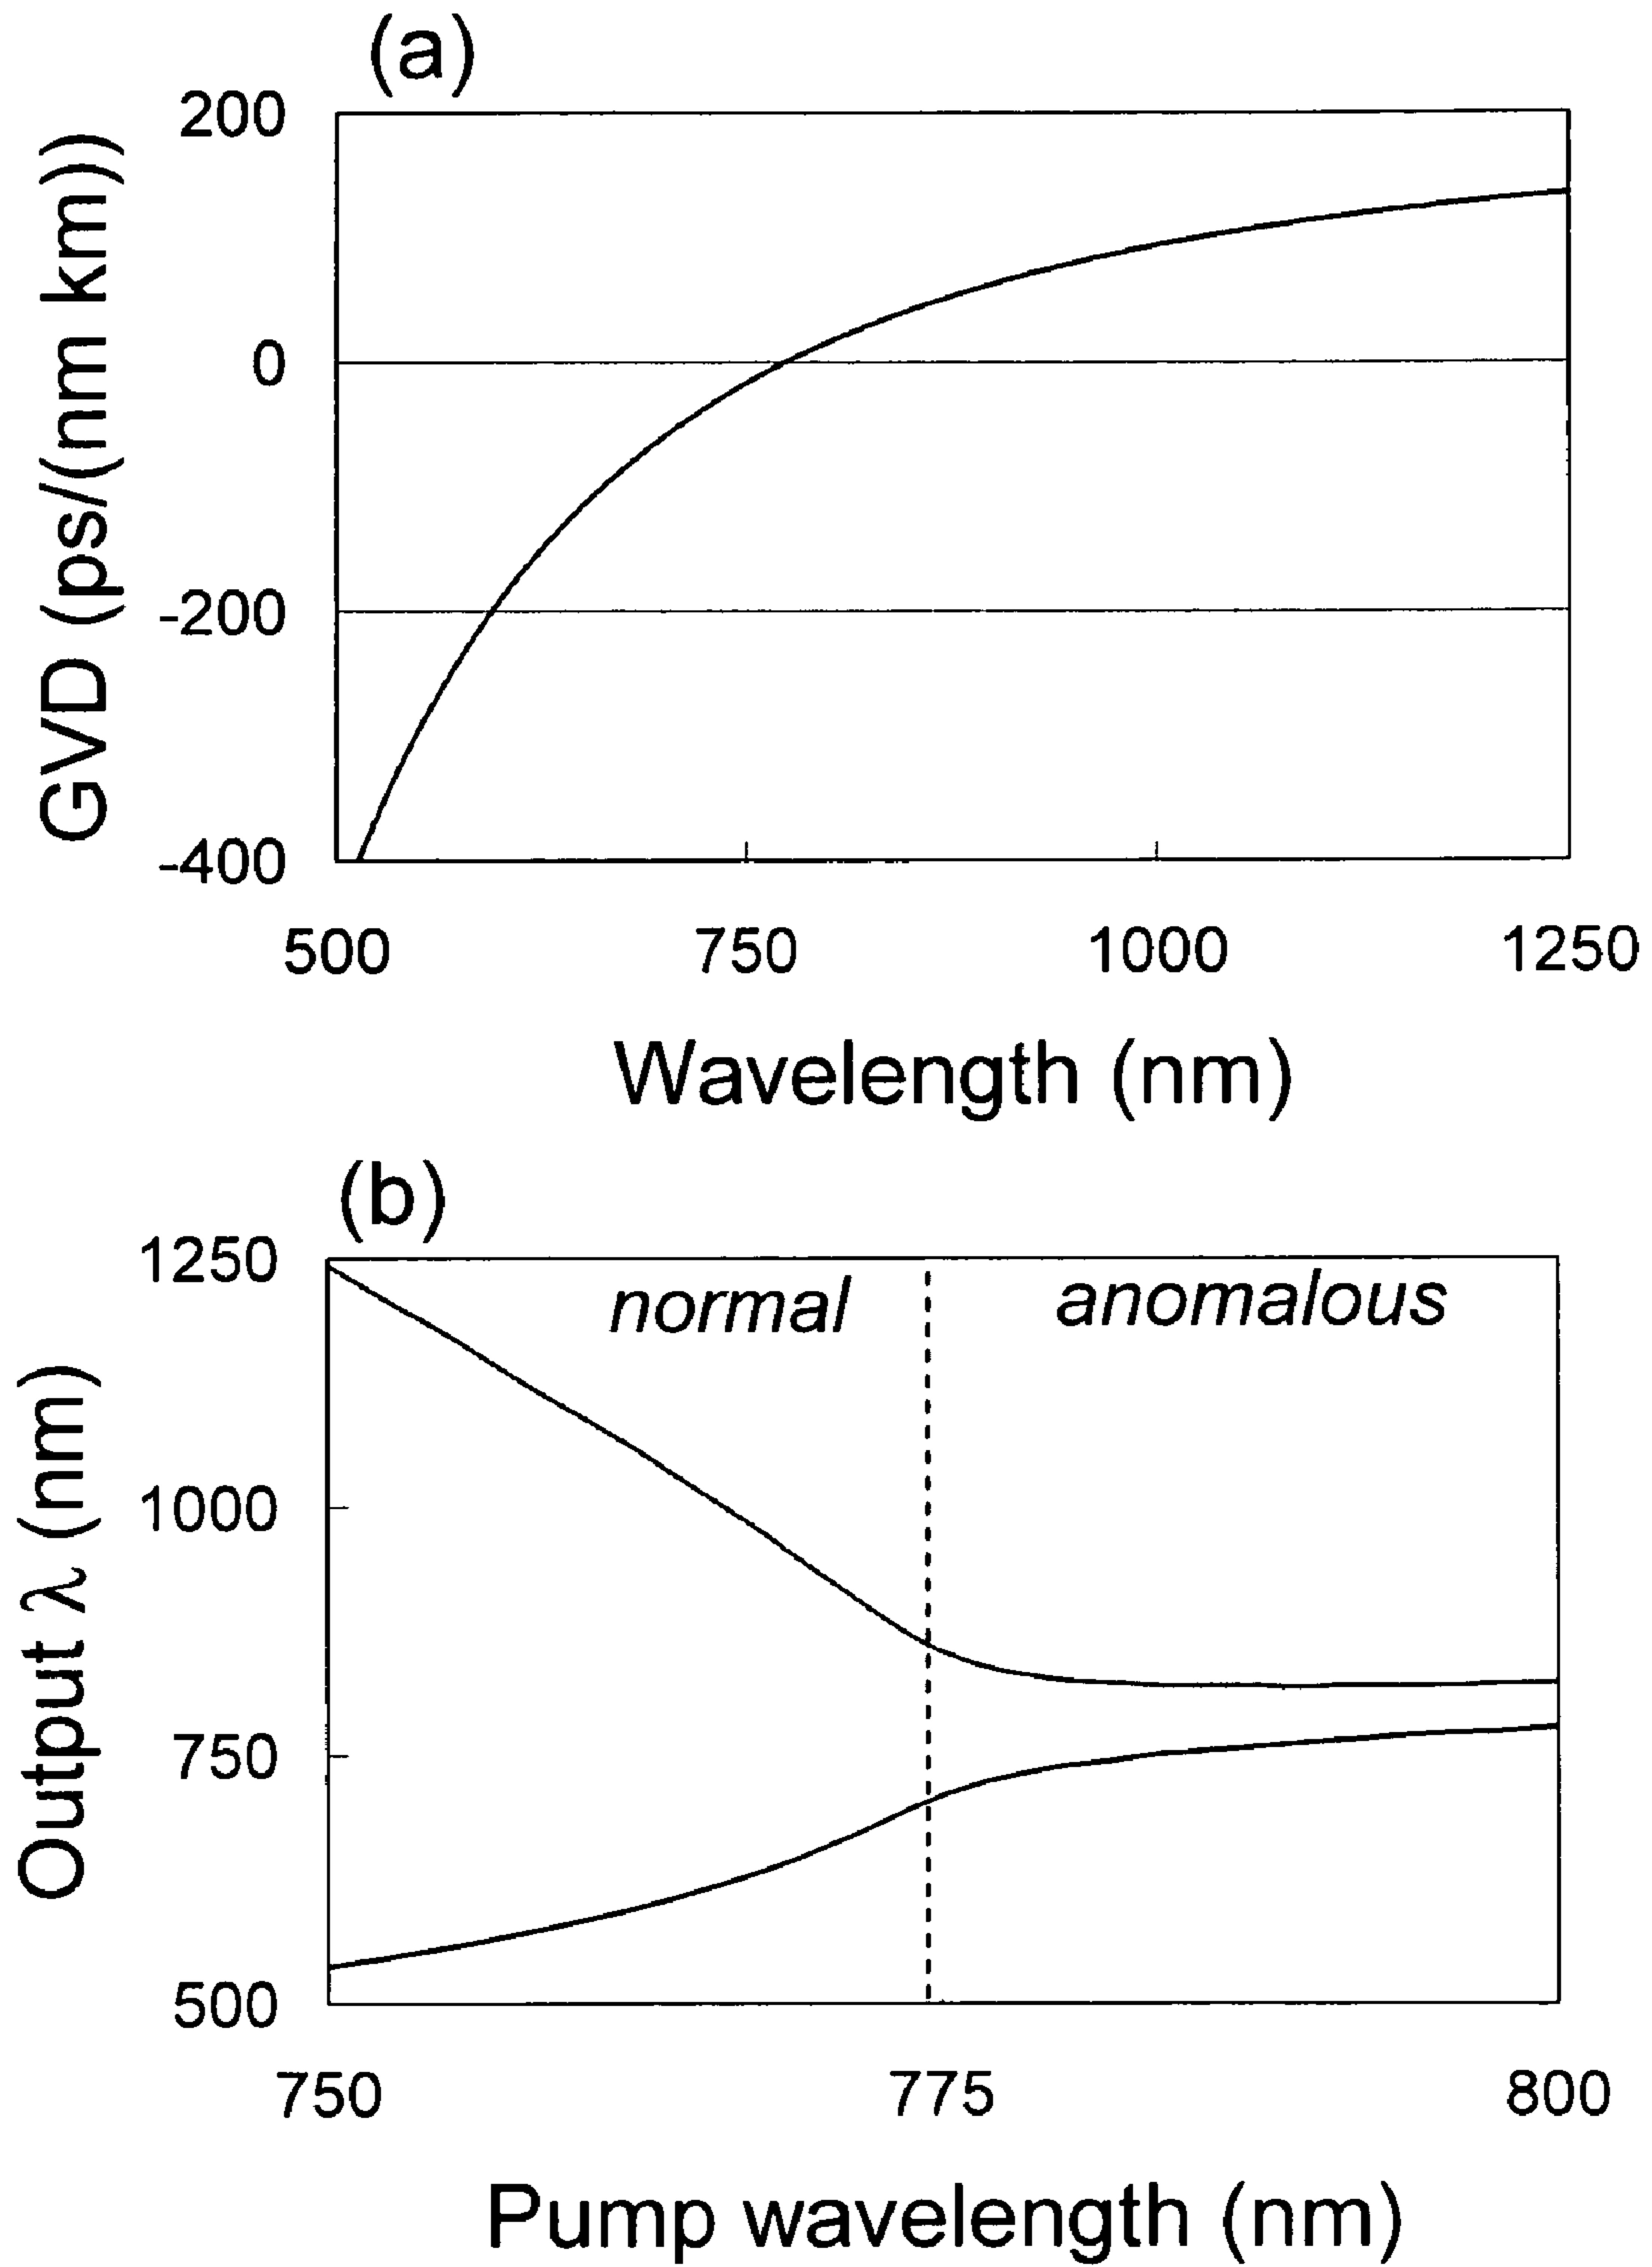 (a)
200
0
-200
-400
GVD (ps/(nm km))
500 750 1000 1250
Wavelength (nm)
(b)
1250
1000
750
500
Output λ (nm)
normal anomalous
750 775 800
Pump wavelength (nm)